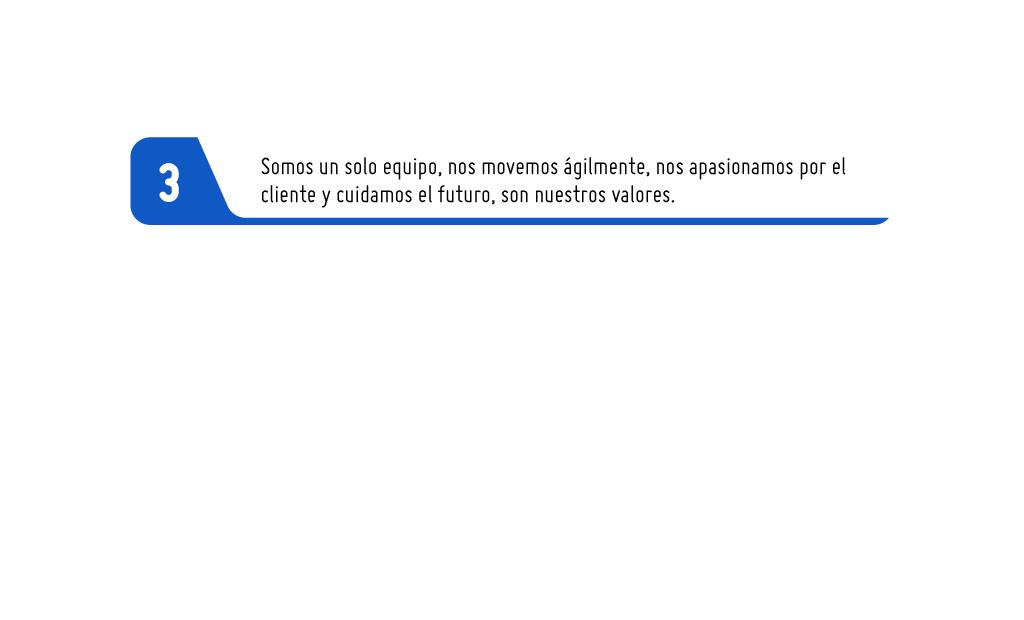 3
Somos un solo equipo, nos movemos ágilmente, nos apasionamos por el
cliente y cuidamos el futuro, son nuestros valores.